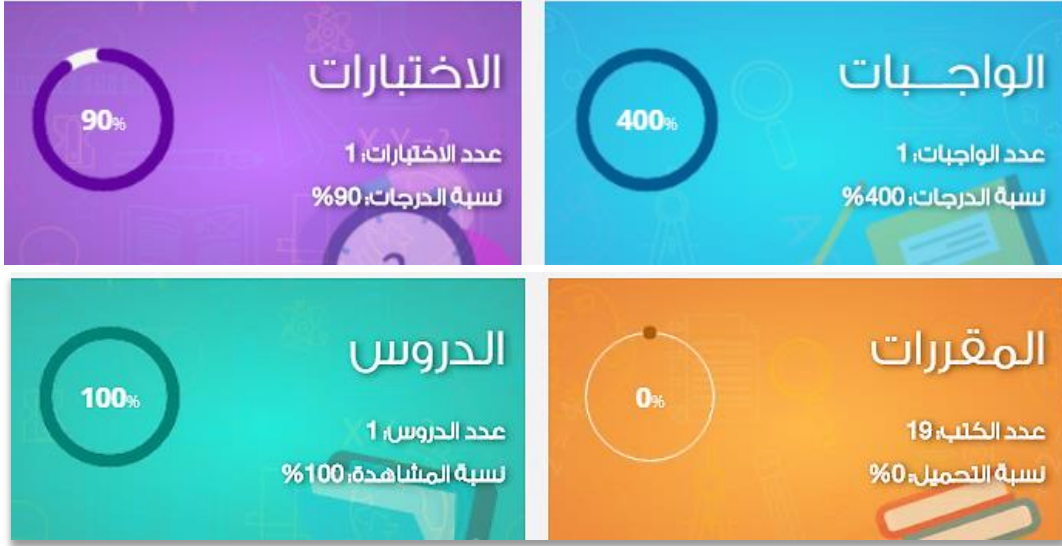 الواجـــبات
400%
عدد الواجبات: 1
نسبة الدرجات: 400%
الاختبارات
90%
عدد الاختبارات: 1
نسبة الدرجات: 90%
المقررات
0%
عدد الكتب: 19
نسبة التحميل: 0%
الدروس
100%
عدد الدروس: 1
نسبة المشاهدة: 100%